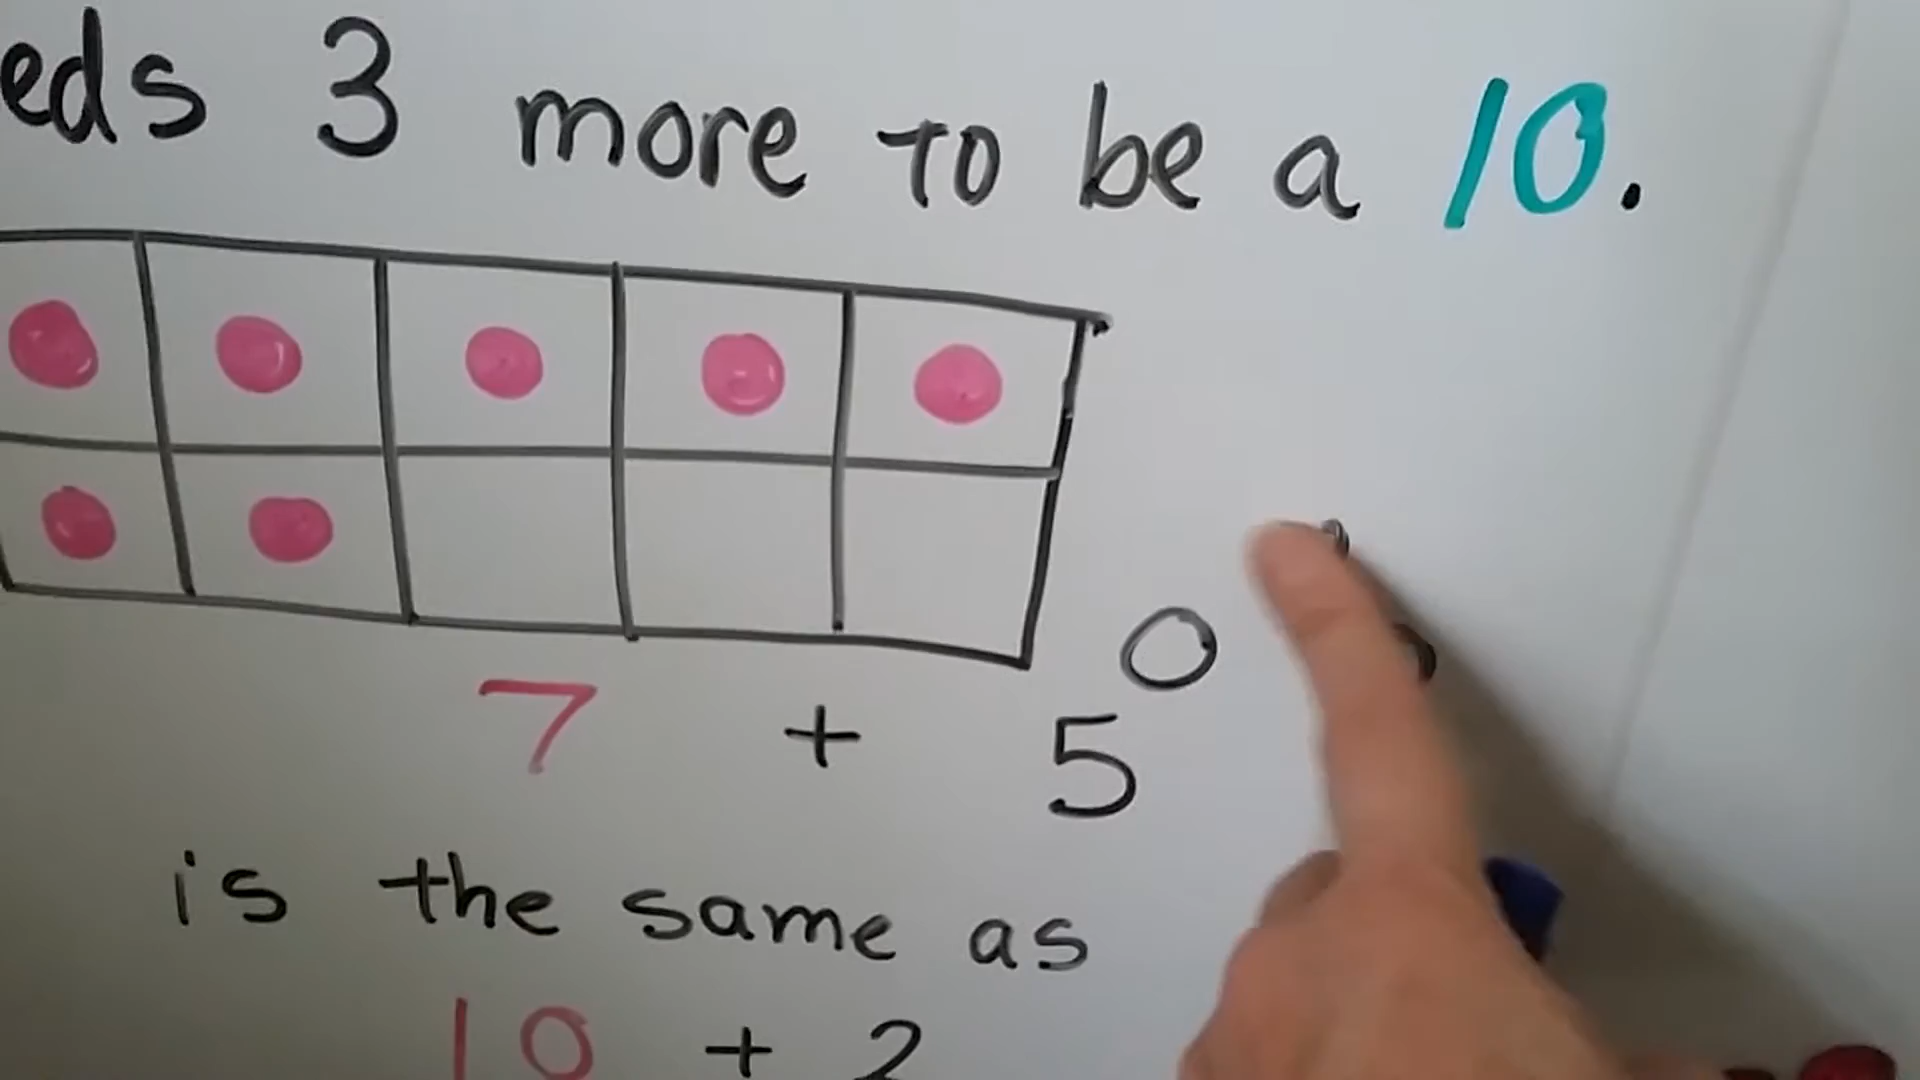 eds 3 more to be a 10.
7 + 5
is the same as
10 + 2